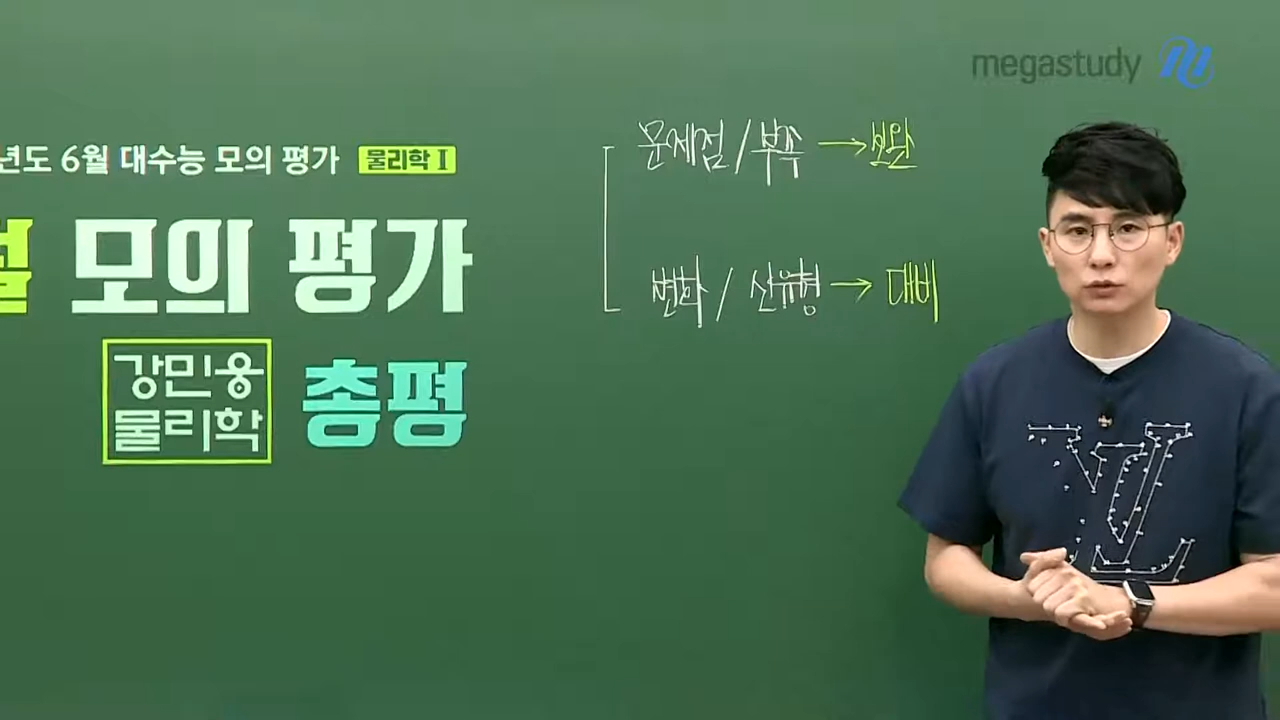 megastudy
년도 6월 대수능 모의 평가 물리학 I
월 모의 평가
강민웅
물리학
총평
문제점 / 부족 → 보완
변화 / 신유형 → 대비